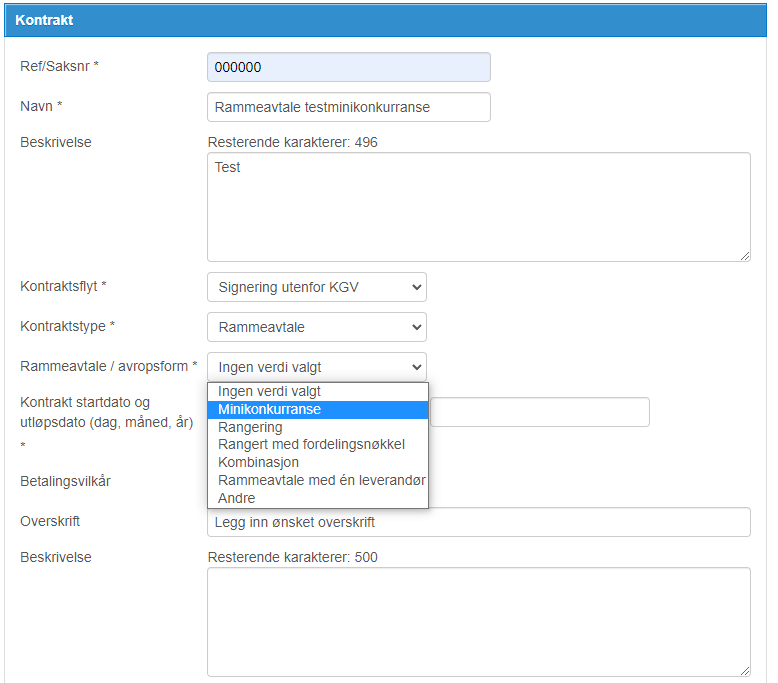 Kontrakt
Ref/Saksnr *
000000
Navn *
Rammeavtale testminikonkurranse
Beskrivelse
Resterende karakterer: 496
Test
Kontraktsflyt *
Signering utenfor KGV
Kontraktstype *
Rammeavtale
Rammeavtale / avropsform *
Ingen verdi valgt
Ingen verdi valgt
Minikonkurranse
Rangering
Rangert med fordelingsnøkkel
Kombinasjon
Rammeavtale med én leverandør
Andre
Kontrakt startdato og
utløpsdato (dag, måned, år)
*
Betalingsvilkår
Overskrift
Legg inn ønsket overskrift
Beskrivelse
Resterende karakterer: 500